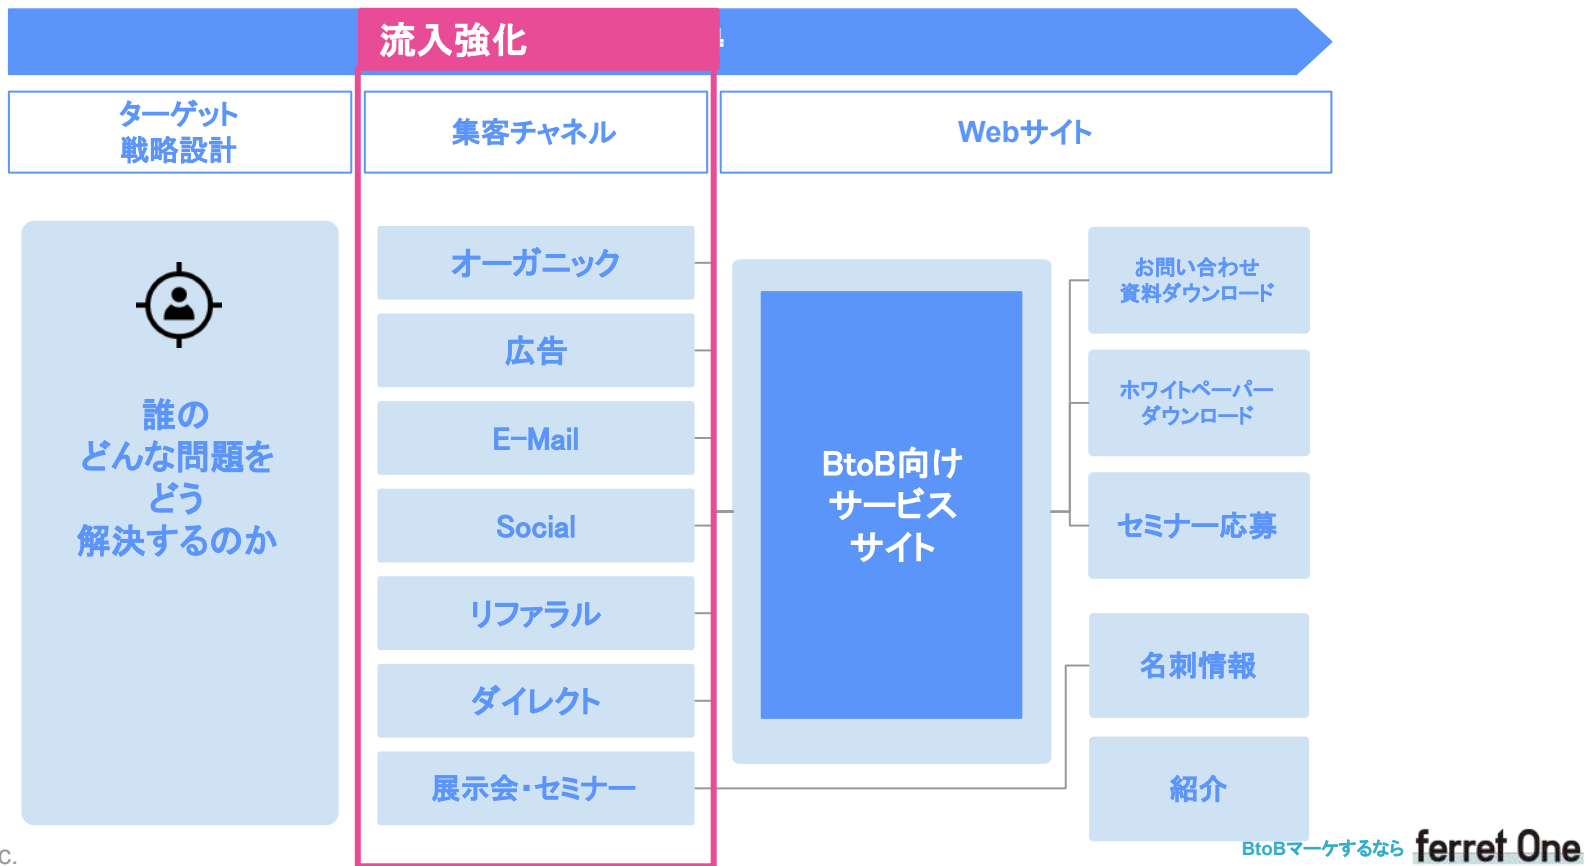 流入強化
ターゲット
戦略設計
集客チャネル
Webサイト
誰の
どんな問題を
どう
解決するのか
オーガニック
広告
E-Mail
Social
リファラル
ダイレクト
展示会・セミナー
BtoB向け
サービス
サイト
お問い合わせ
資料ダウンロード
ホワイトペーパー
ダウンロード
セミナー応募
名刺情報
紹介
c.
BtoBマーケするなら ferret One